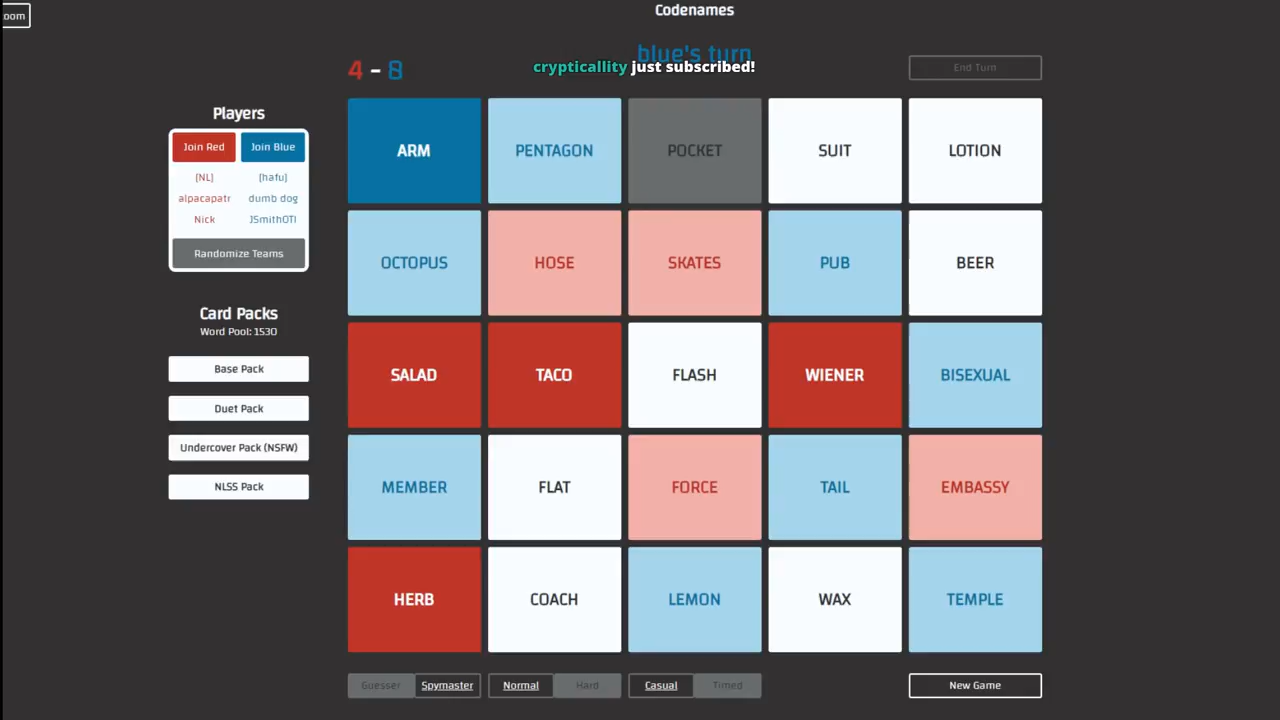 oom
Codenames
blue's turn
4 - 8
crypticallity just subscribed!
End Turn
Players
Join Red
Join Blue
[NL]
[hafu]
alpacapatr
dumb dog
Nick
JSmithOTI
Randomize Teams
Card Packs
Word Pool: 1530
Base Pack
Duet Pack
Undercover Pack (NSFW)
NLSS Pack
ARM
PENTAGON
POCKET
SUIT
LOTION
OCTOPUS
HOSE
SKATES
PUB
BEER
SALAD
TACO
FLASH
WIENER
BISEXUAL
MEMBER
FLAT
FORCE
TAIL
EMBASSY
HERB
COACH
LEMON
WAX
TEMPLE
Guesser
Spymaster
Normal
Hard
Casual
Timed
New Game